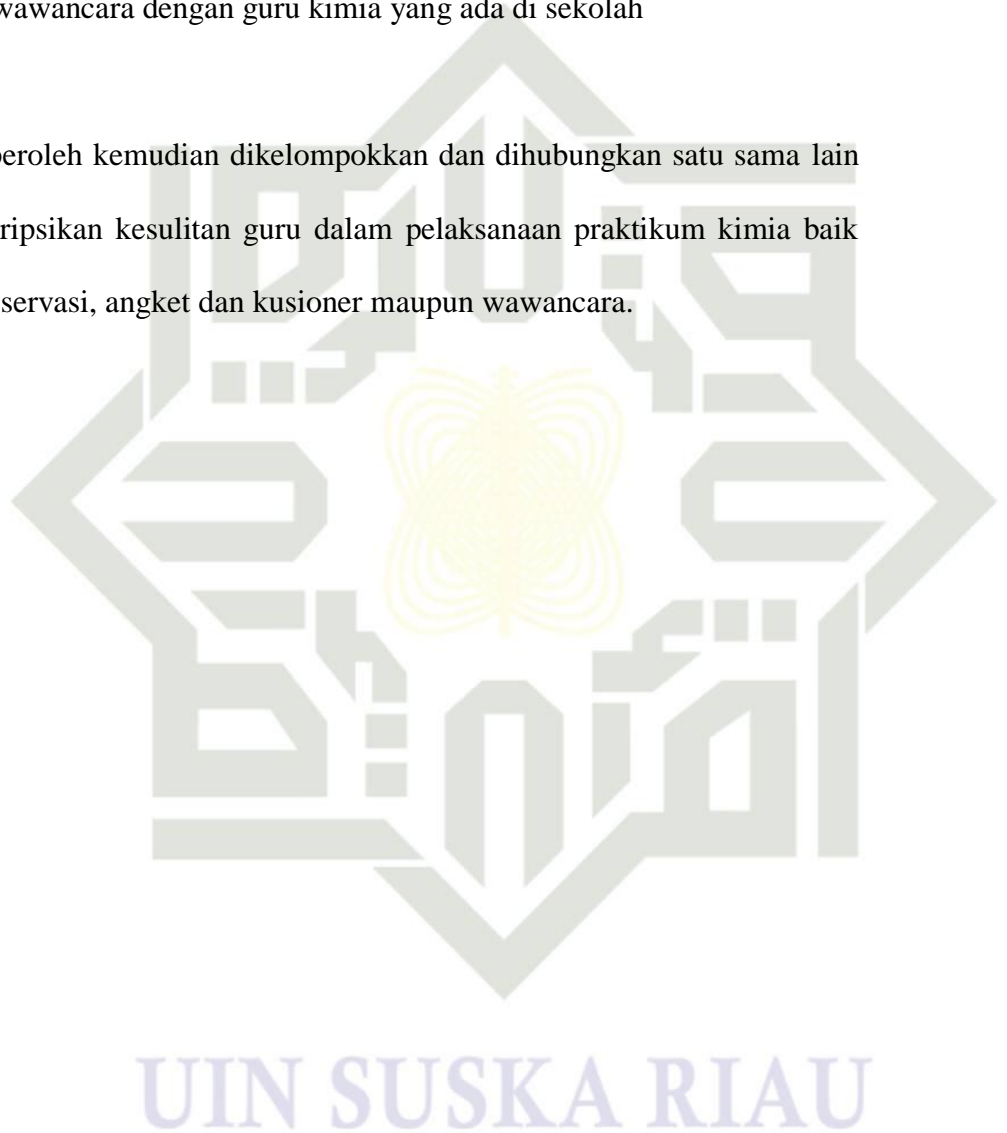 wawancara dengan guru kimia yang ada di sekolah
peroleh kemudian dikelompokkan dan dihubungkan satu sama lain
ripsikan kesulitan guru dalam pelaksanaan praktikum kimia baik
servasi, angket dan kusioner maupun wawancara.
UIN SUSKA RIAU